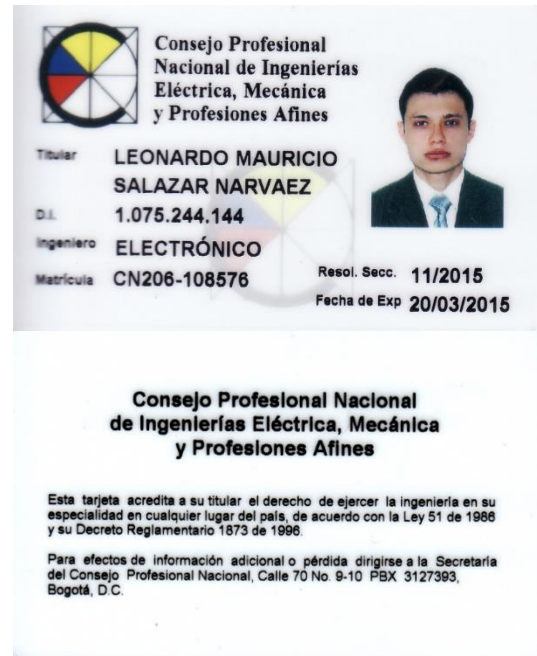 Consejo Profesional
Nacional de Ingenierías
Eléctrica, Mecánica
y Profesiones Afines
Titular LEONARDO MAURICIO
SALAZAR NARVAEZ
D.I. 1.075.244.144
Ingeniero ELECTRÓNICO
Matrícula CN206-108576
Resol. Secc. 11/2015
Fecha de Exp 20/03/2015
Consejo Profesional Nacional
de Ingenierías Eléctrica, Mecánica
y Profesiones Afines
Esta tarjeta acredita a su titular el derecho de ejercer la ingeniería en su
especialidad en cualquier lugar del país, de acuerdo con la Ley 51 de 1986
y su Decreto Reglamentario 1873 de 1996.
Para efectos de información adicional o pérdida dirigirse a la Secretaría
del Consejo Profesional Nacional, Calle 70 No. 9-10 PBX 3127393,
Bogotá, D.C.